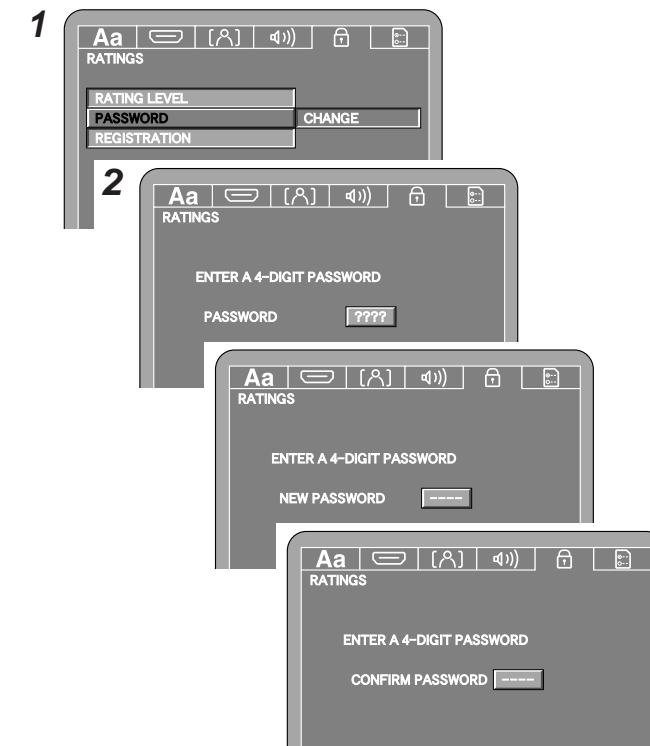 1
Aa
RATINGS
RATING LEVEL
PASSWORD CHANGE
REGISTRATION
2
Aa
RATINGS
ENTER A 4–DIGIT PASSWORD
PASSWORD ????
Aa
RATINGS
ENTER A 4–DIGIT PASSWORD
NEW PASSWORD ----
Aa
RATINGS
ENTER A 4–DIGIT PASSWORD
CONFIRM PASSWORD ----